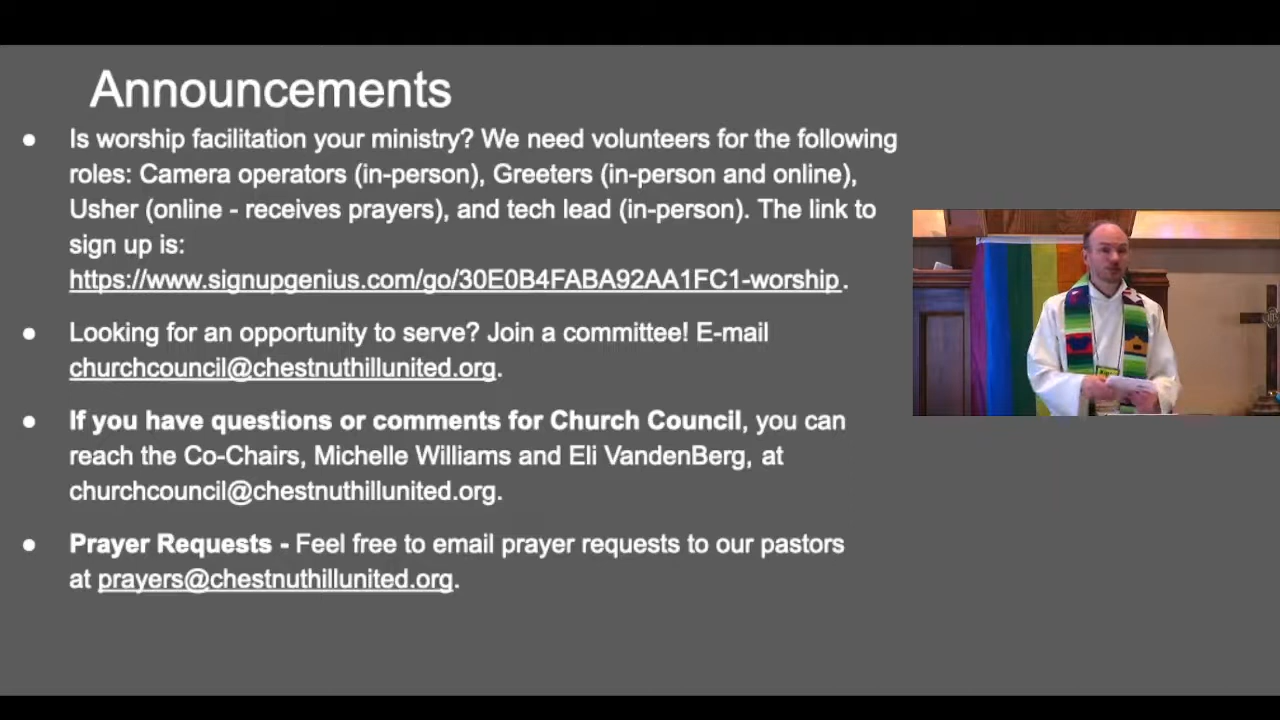 Announcements
● Is worship facilitation your ministry? We need volunteers for the following
roles: Camera operators (in-person), Greeters (in-person and online),
Usher (online - receives prayers), and tech lead (in-person). The link to
sign up is:
https://www.signupgenius.com/go/30E0B4FABA92AA1FC1-worship .
● Looking for an opportunity to serve? Join a committee! E-mail
churchcouncil@chestnuthillunited.org.
● If you have questions or comments for Church Council, you can
reach the Co-Chairs, Michelle Williams and Eli VandenBerg, at
churchcouncil@chestnuthillunited.org.
● Prayer Requests - Feel free to email prayer requests to our pastors
at prayers@chestnuthillunited.org.